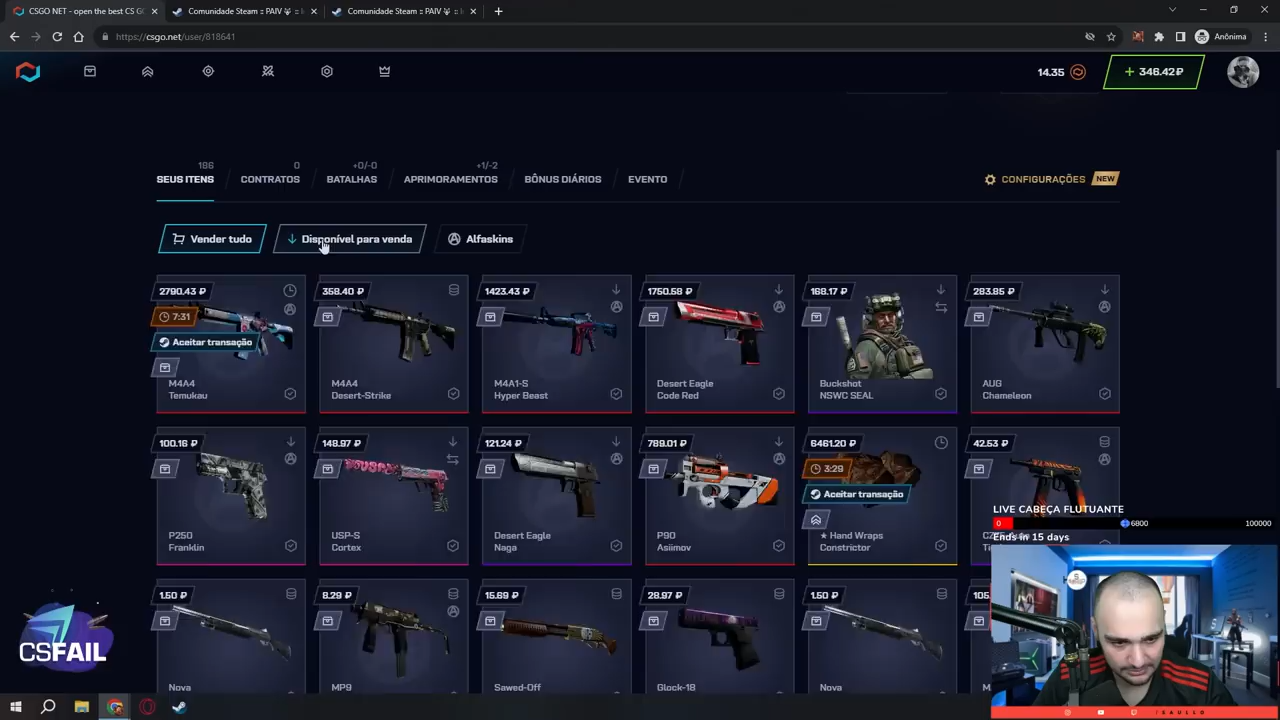 CSGO NET - open the best CS G
Comunidade Steam :: PAIV
Comunidade Steam :: PAIV
https://csgo.net/user/818641
Anônima
14.35
+ 346.42₽
186
SEUS ITENS
0
CONTRATOS
+0/-0
BATALHAS
+1/-2
APRIMORAMENTOS
BÔNUS DIÁRIOS
EVENTO
CONFIGURAÇÕES NEW
Vender tudo
Disponível para venda
Alfaskins
2790.43 ₽
7:31
Aceitar transação
M4A4
Temukau
358.40 ₽
M4A4
Desert-Strike
1423.43 ₽
M4A1-S
Hyper Beast
1750.58 ₽
Desert Eagle
Code Red
168.17 ₽
Buckshot
NSWC SEAL
283.85 ₽
AUG
Chameleon
100.16 ₽
P250
Franklin
148.97 ₽
USP-S
Cortex
121.24 ₽
Desert Eagle
Naga
789.01 ₽
P90
Asiimov
6461.20 ₽
3:29
Aceitar transação
★ Hand Wraps
Constrictor
42.53 ₽
1.50 ₽
Nova
8.29 ₽
MP9
15.69 ₽
Sawed-Off
28.97 ₽
Glock-18
1.50 ₽
Nova
LIVE CABEÇA FLUTUANTE
0
6800
100000
Ends in 15 days
CSFAIL